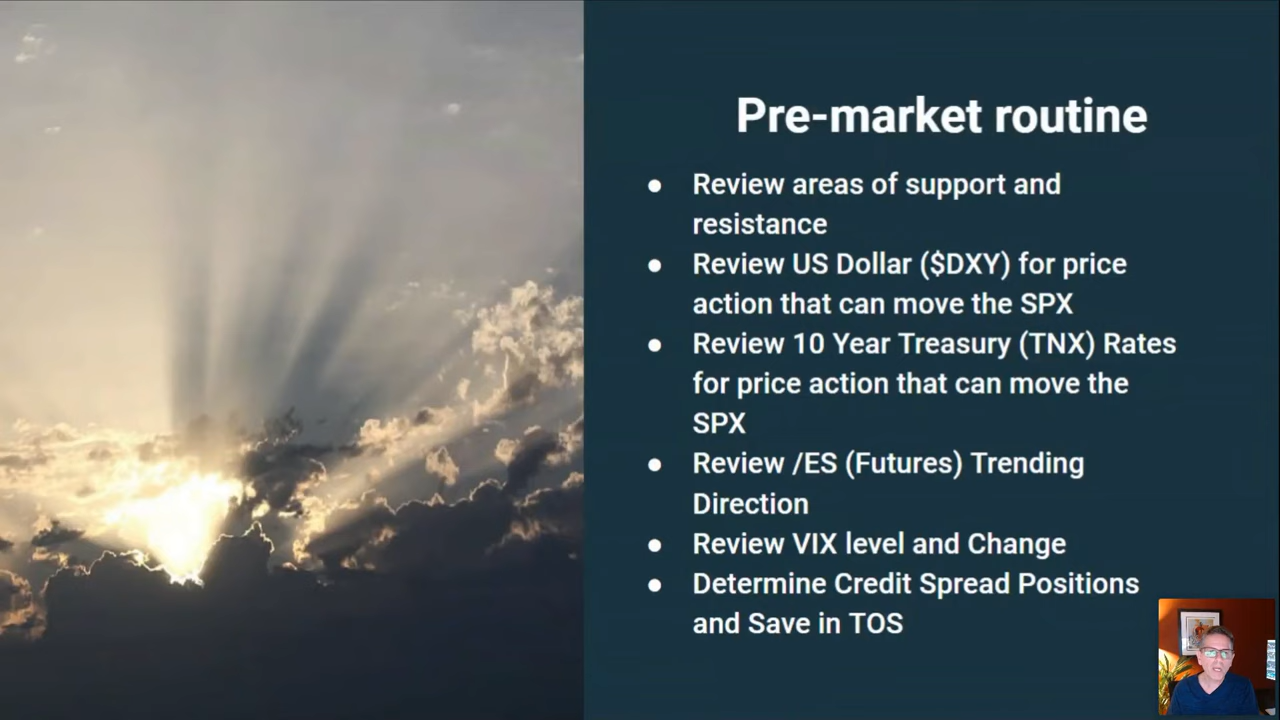 Pre-market routine
● Review areas of support and
resistance
● Review US Dollar ($DXY) for price
action that can move the SPX
● Review 10 Year Treasury (TNX) Rates
for price action that can move the
SPX
● Review /ES (Futures) Trending
Direction
● Review VIX level and Change
● Determine Credit Spread Positions
and Save in TOS